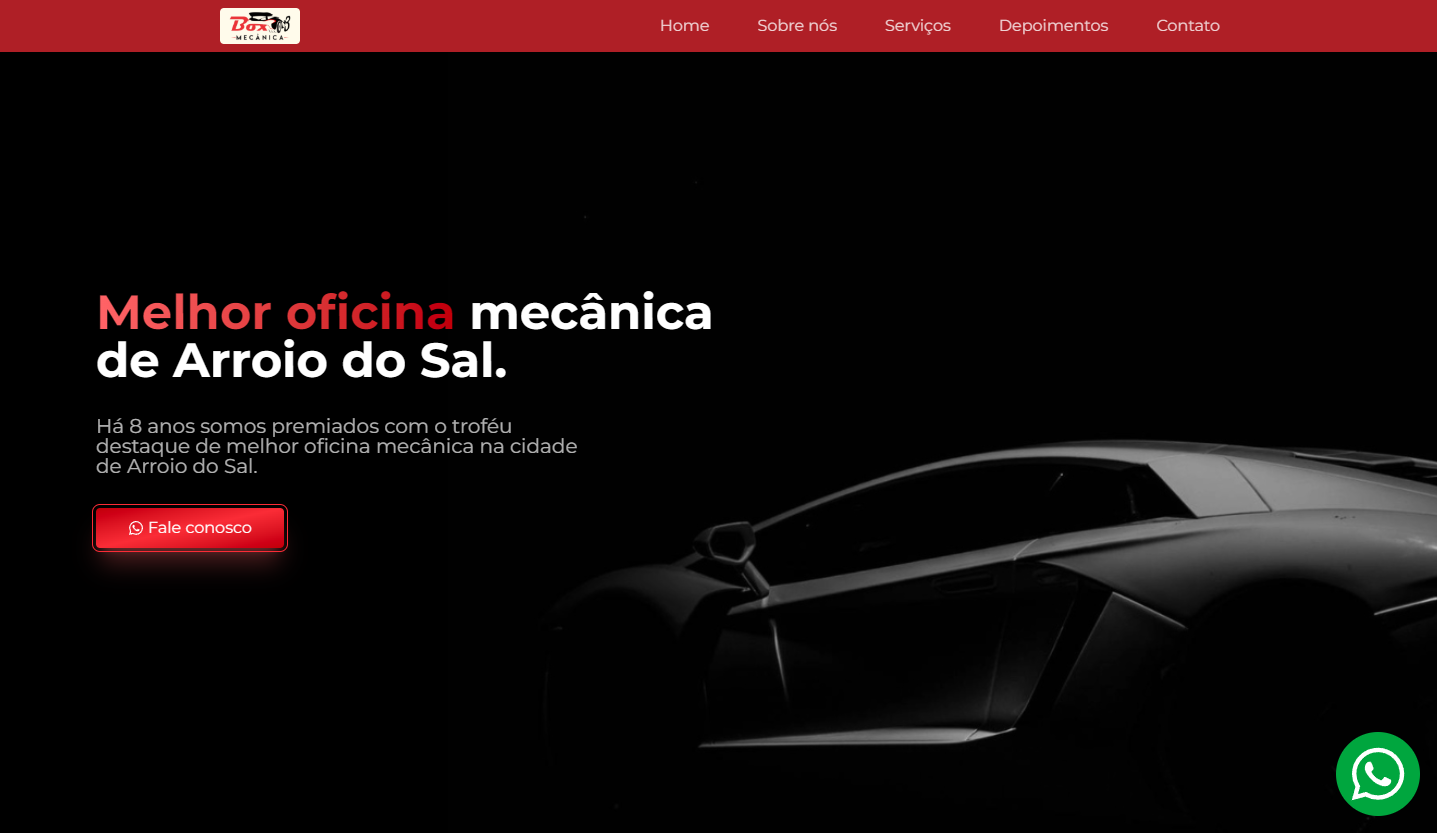 Box
MECÂNICA
Home Sobre nós Serviços Depoimentos Contato
Melhor oficina mecânica
de Arroio do Sal.
Há 8 anos somos premiados com o troféu
destaque de melhor oficina mecânica na cidade
de Arroio do Sal.
Fale conosco